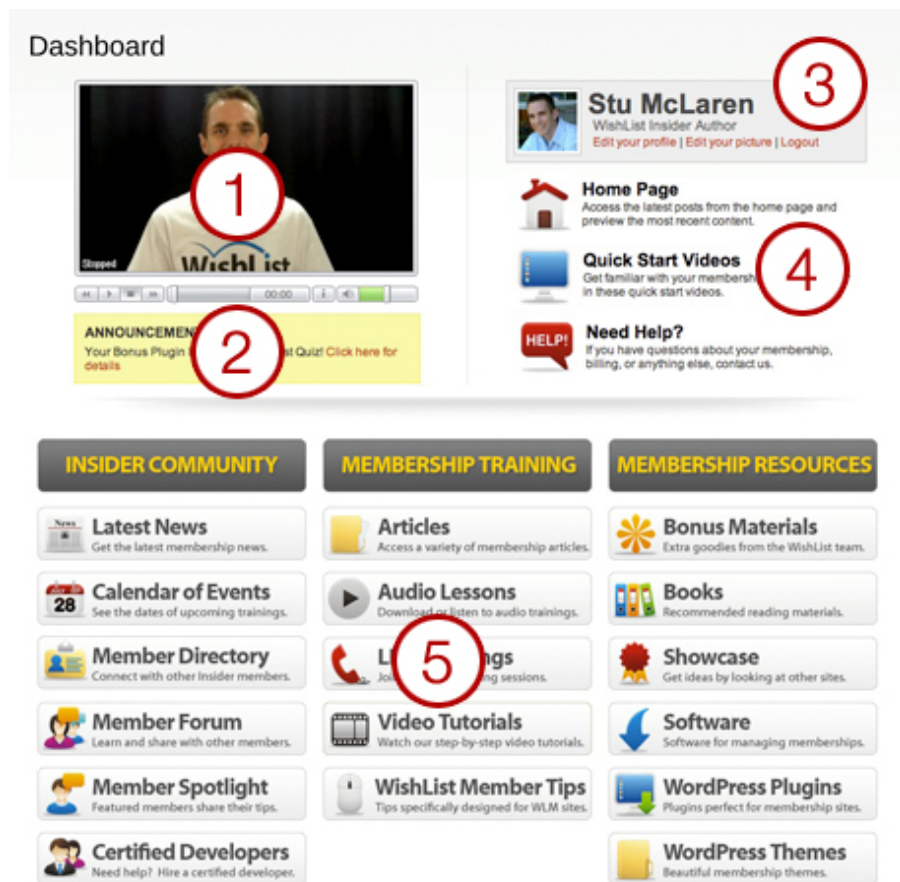 Dashboard
1
Stopped
WishList
00:00
i
ANNOUNCEMEN
Your Bonus Plugin
2
st Quiz! Click here for
details
3
Stu McLaren
WishList Insider Author
Edit your profile | Edit your picture | Logout
Home Page
Access the latest posts from the home page and
preview the most recent content.
Quick Start Videos
4
Get familiar with your membersh
in these quick start videos.
HELP!
Need Help?
If you have questions about your membership,
billing, or anything else, contact us.
INSIDER COMMUNITY
News
Latest News
Get the latest membership news.
28
Calendar of Events
See the dates of upcoming trainings.
Member Directory
Connect with other Insider members.
Member Forum
Learn and share with other members.
Member Spotlight
Featured members share their tips.
Certified Developers
Need help? Hire a certified developer.
MEMBERSHIP TRAINING
Articles
Access a variety of membership articles.
Audio Lessons
Download or listen to audio trainings.
5
ngs
ng sessions.
Video Tutorials
Watch our step-by-step video tutorials.
WishList Member Tips
Tips specifically designed for WLM sites.
MEMBERSHIP RESOURCES
Bonus Materials
Extra goodies from the WishList team.
Books
Recommended reading materials.
Showcase
Get ideas by looking at other sites.
Software
Software for managing memberships.
WordPress Plugins
Plugins perfect for membership sites.
WordPress Themes
Beautiful membership themes.